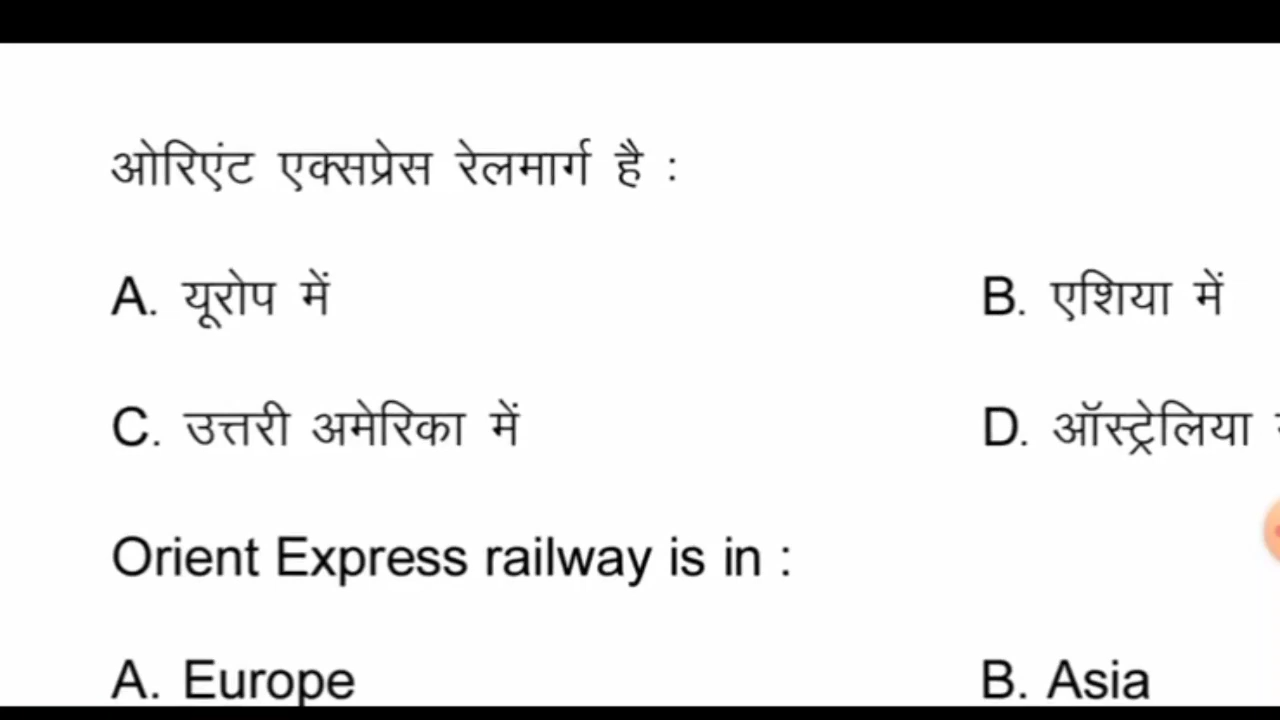 ओरिएंट एक्सप्रेस रेलमार्ग है :
A. यूरोप में B. एशिया में
C. उत्तरी अमेरिका में D. ऑस्ट्रेलिया
Orient Express railway is in :
A. Europe B. Asia